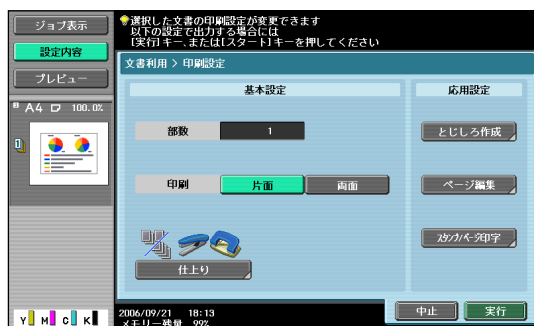 ジョブ表示
設定内容
プレビュー
A4 100.0%
1
選択した文書の印刷設定が変更できます
以下の設定で出力する場合には
[実行]キー、または[スタート]キーを押してください
文書利用 > 印刷設定
基本設定
部数 1
印刷 片面 両面
仕上り
応用設定
とじしろ作成
ページ編集
スタンプ/ページ印字
Y M C K
2006/09/21 18:13
メモリー残量 99%
中止 実行